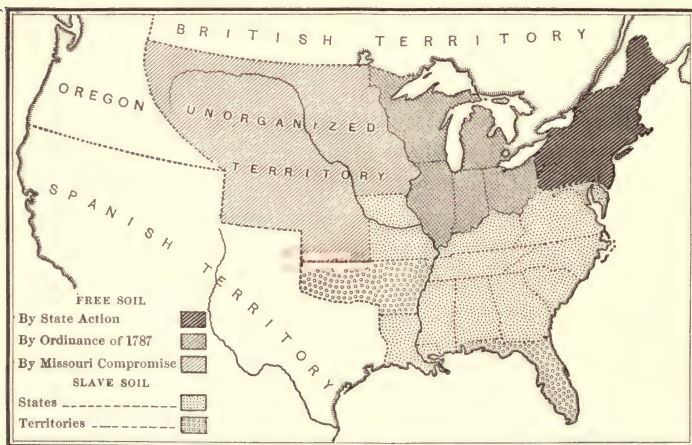 BRITISH TERRITORY
OREGON
UNORGANIZED
TERRITORY
SPANISH TERRITORY
FREE SOIL
By State Action
By Ordinance of 1787
By Missouri Compromise
SLAVE SOIL
States
Territories